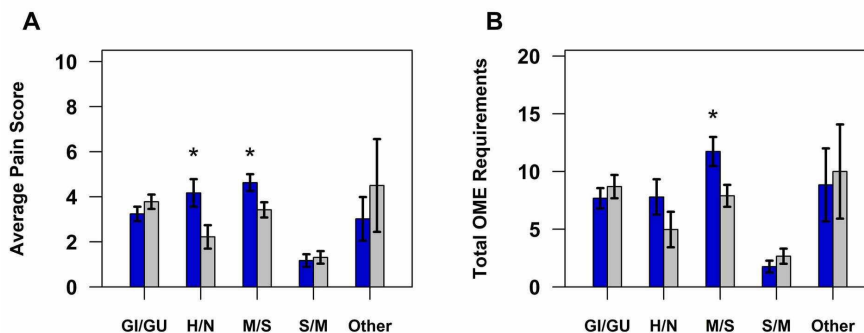 A
Average Pain Score
10
8
6
4
2
0
* *
GI/GU H/N M/S S/M Other
B
Total OME Requirements
20
15
10
5
0
*
GI/GU H/N M/S S/M Other